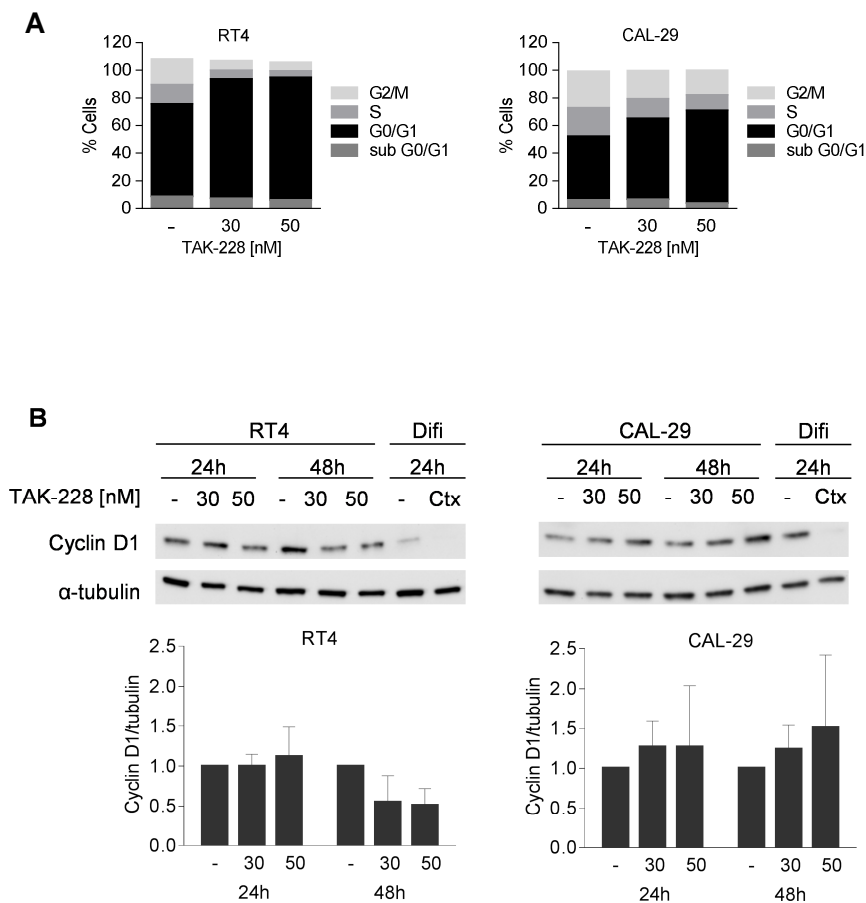 A
RT4
120
100
80
60
40
20
0
% Cells
G2/M
S
G0/G1
sub G0/G1
- 30 50
TAK-228 [nM]
CAL-29
120
100
80
60
40
20
0
% Cells
G2/M
S
G0/G1
sub G0/G1
- 30 50
TAK-228 [nM]
B
RT4 Difi
24h 48h 24h
TAK-228 [nM] - 30 50 - 30 50 - Ctx
Cyclin D1
α-tubulin
CAL-29 Difi
24h 48h 24h
- 30 50 - 30 50 - Ctx
RT4
2.5
2.0
1.5
1.0
0.5
0.0
Cyclin D1/tubulin
- 30 50 - 30 50
24h 48h
CAL-29
2.5
2.0
1.5
1.0
0.5
0.0
Cyclin D1/tubulin
- 30 50 - 30 50
24h 48h